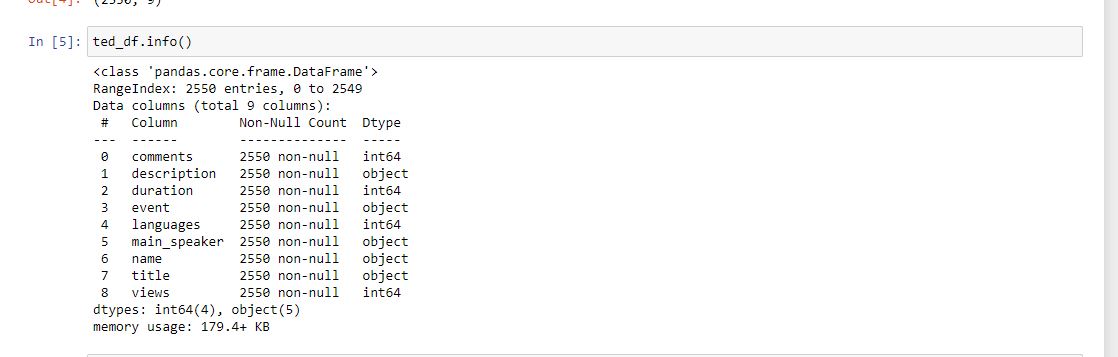 Out[4]: (2550, 9)
In [5]: ted_df.info()
<class 'pandas.core.frame.DataFrame'>
RangeIndex: 2550 entries, 0 to 2549
Data columns (total 9 columns):
 #   Column        Non-Null Count  Dtype
---  ------        --------------  -----
 0   comments      2550 non-null   int64
 1   description   2550 non-null   object
 2   duration      2550 non-null   int64
 3   event         2550 non-null   object
 4   languages     2550 non-null   int64
 5   main_speaker  2550 non-null   object
 6   name          2550 non-null   object
 7   title         2550 non-null   object
 8   views         2550 non-null   int64
dtypes: int64(4), object(5)
memory usage: 179.4+ KB